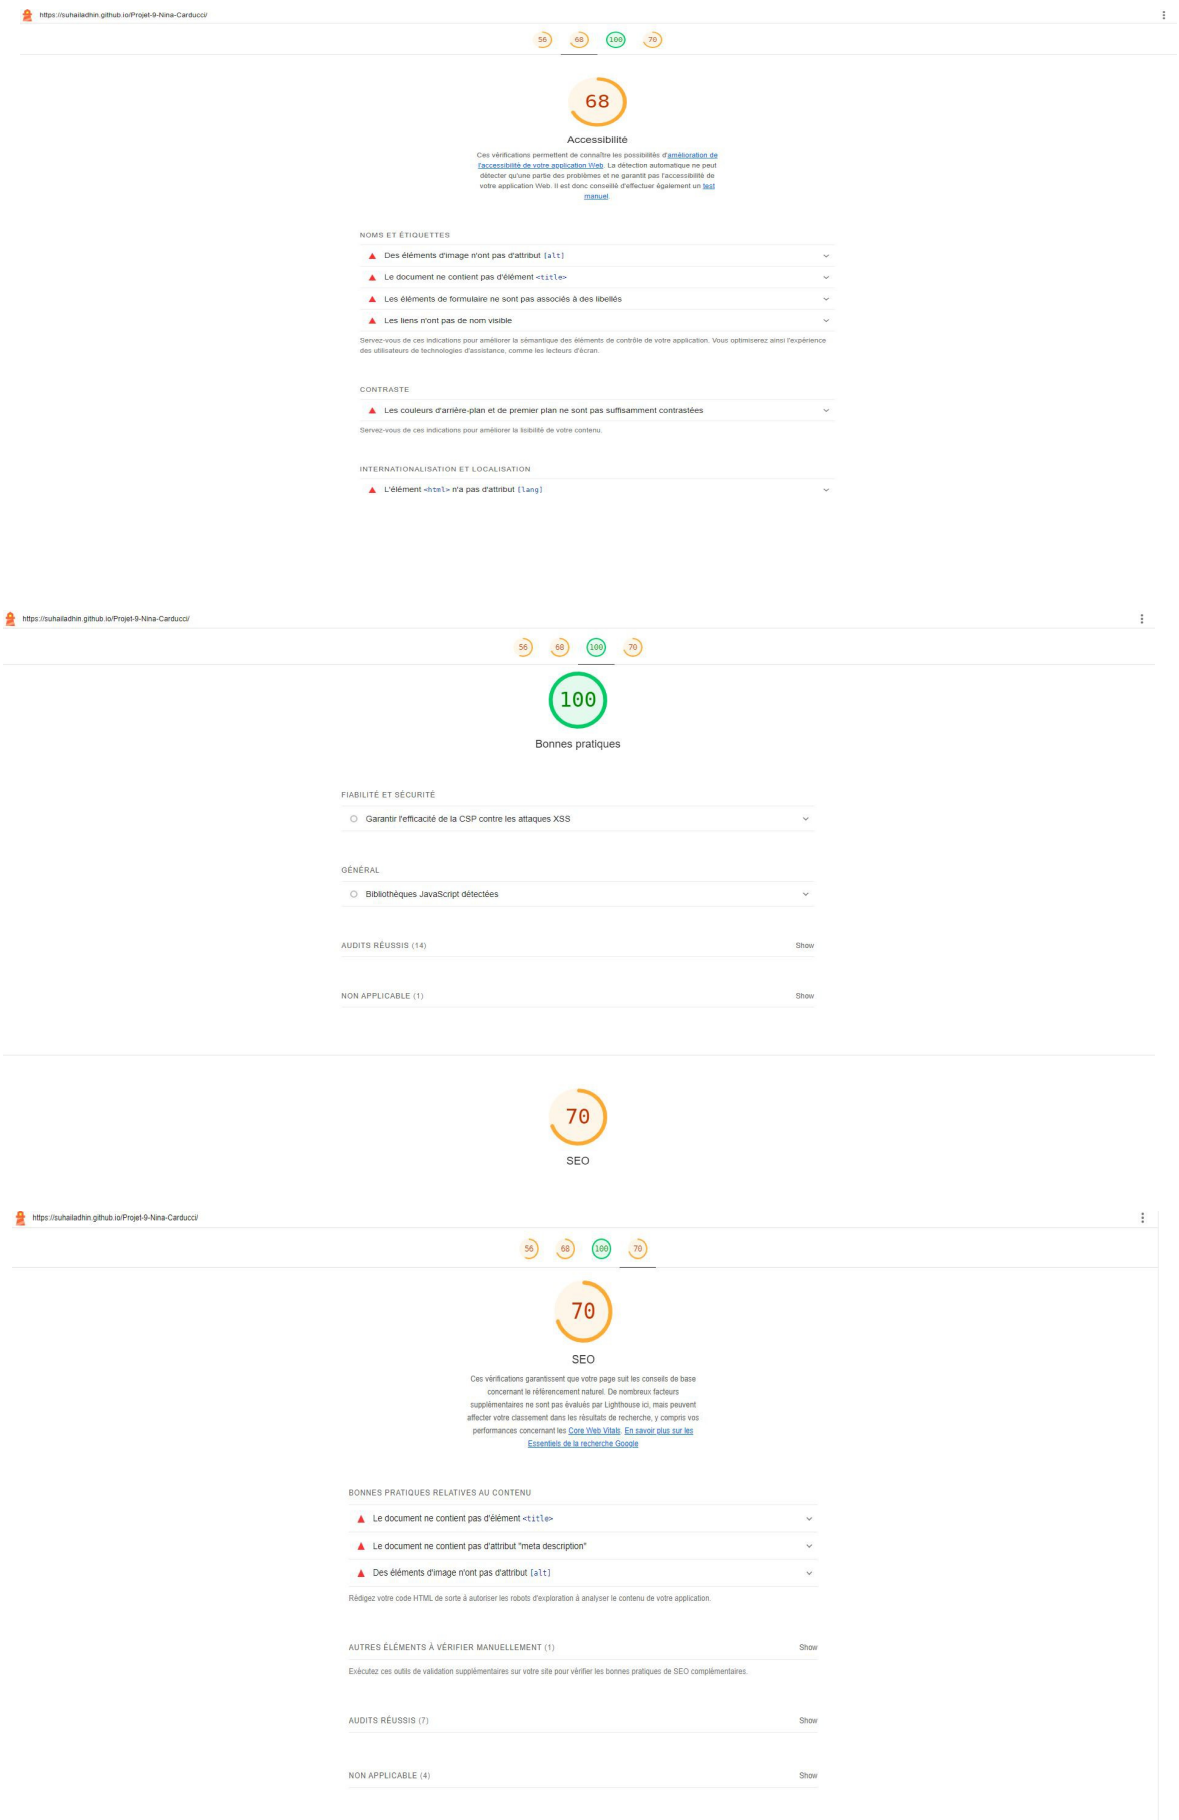 https://suhailadhin.github.io/Projet-9-Nina-Carducci/
56 68 100 70
68
Accessibilité
Ces vérifications permettent de connaître les possibilités d'amélioration de
l'accessibilité de votre application Web. La détection automatique ne peut
détecter qu'une partie des problèmes et ne garantit pas l'accessibilité de
votre application Web. Il est donc conseillé d'effectuer également un test
manuel.
NOMS ET ÉTIQUETTES
Des éléments d'image n'ont pas d'attribut [alt]
Le document ne contient pas d'élément <title>
Les éléments de formulaire ne sont pas associés à des libellés
Les liens n'ont pas de nom visible
Servez-vous de ces indications pour améliorer la sémantique des éléments de contrôle de votre application. Vous optimiserez ainsi l'expérience
des utilisateurs de technologies d'assistance, comme les lecteurs d'écran.
CONTRASTE
Les couleurs d'arrière-plan et de premier plan ne sont pas suffisamment contrastées
Servez-vous de ces indications pour améliorer la lisibilité de votre contenu.
INTERNATIONALISATION ET LOCALISATION
L'élément <html> n'a pas d'attribut [lang]
https://suhailadhin.github.io/Projet-9-Nina-Carducci/
56 68 100 70
100
Bonnes pratiques
FIABILITÉ ET SÉCURITÉ
Garantir l'efficacité de la CSP contre les attaques XSS
GÉNÉRAL
Bibliothèques JavaScript détectées
AUDITS RÉUSSIS (14) Show
NON APPLICABLE (1) Show
70
SEO
https://suhailadhin.github.io/Projet-9-Nina-Carducci/
56 68 100 70
70
SEO
Ces vérifications garantissent que votre page suit les conseils de base
concernant le référencement naturel. De nombreux facteurs
supplémentaires ne sont pas évalués par Lighthouse ici, mais peuvent
affecter votre classement dans les résultats de recherche, y compris vos
performances concernant les Core Web Vitals. En savoir plus sur les
Essentiels de la recherche Google
BONNES PRATIQUES RELATIVES AU CONTENU
Le document ne contient pas d'élément <title>
Le document ne contient pas d'attribut "meta description"
Des éléments d'image n'ont pas d'attribut [alt]
Rédigez votre code HTML de sorte à autoriser les robots d'exploration à analyser le contenu de votre application.
AUTRES ÉLÉMENTS À VÉRIFIER MANUELLEMENT (1) Show
Exécutez ces outils de validation supplémentaires sur votre site pour vérifier les bonnes pratiques de SEO complémentaires.
AUDITS RÉUSSIS (7) Show
NON APPLICABLE (4) Show